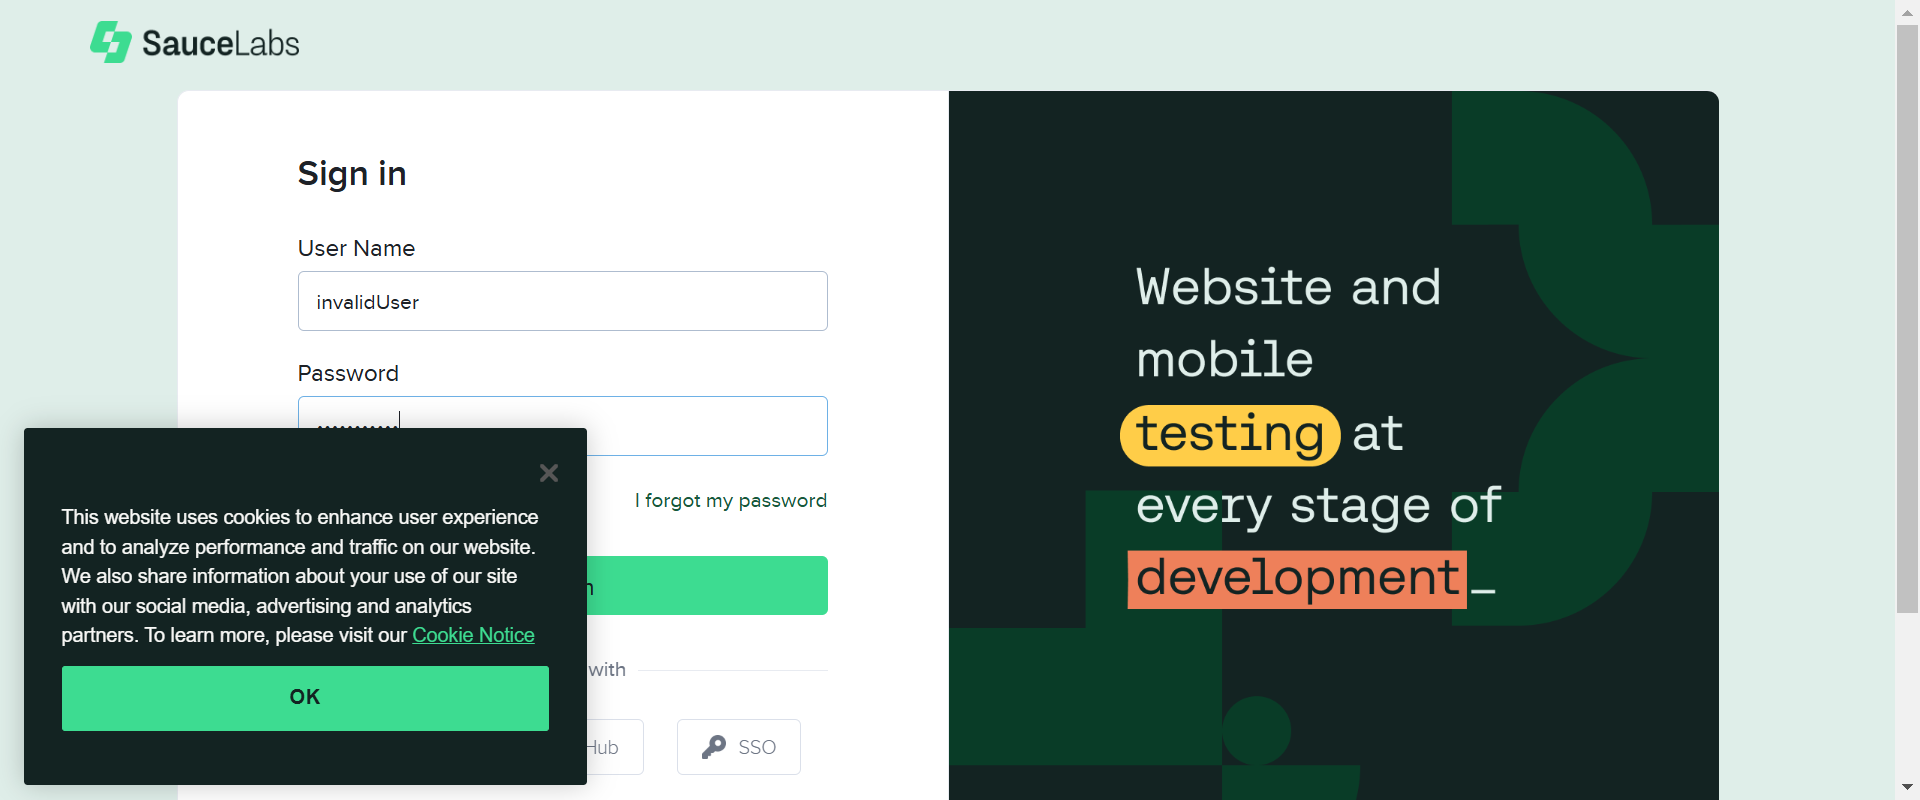 SauceLabs
Sign in
User Name
invalidUser
Password
I forgot my password
with
Hub
SSO
This website uses cookies to enhance user experience
and to analyze performance and traffic on our website.
We also share information about your use of our site
with our social media, advertising and analytics
partners. To learn more, please visit our Cookie Notice
OK
Website and
mobile
testing at
every stage of
development_